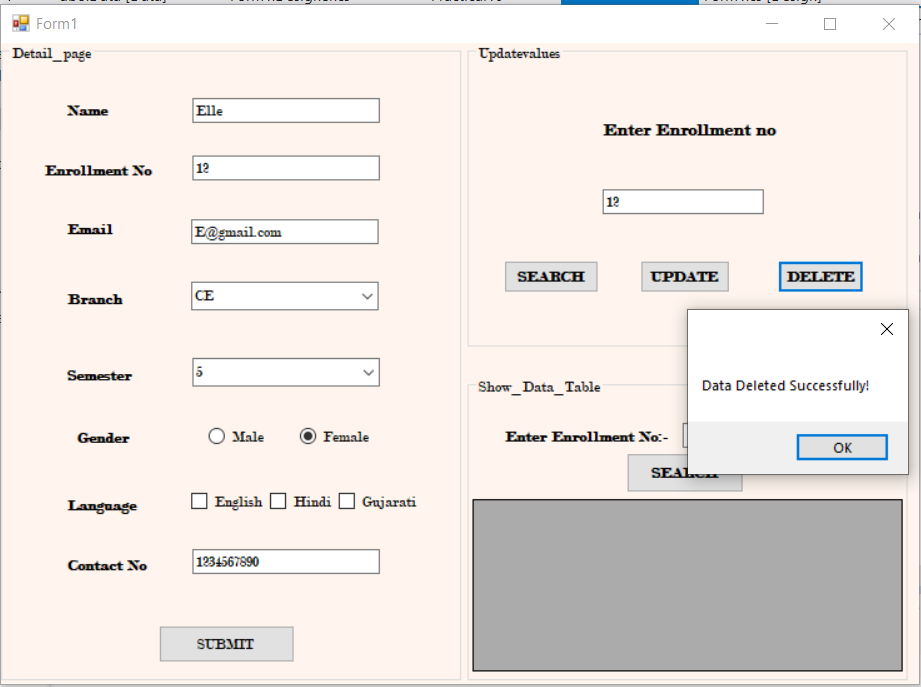 Form1
Detail_page
Name
Elle
Enrollment No
12
Email
E@gmail.com
Branch
CE
Semester
5
Gender
Male Female
Language
English Hindi Gujarati
Contact No
1234567890
SUBMIT
Updatevalues
Enter Enrollment no
12
SEARCH UPDATE DELETE
Data Deleted Successfully!
OK
Show_Data_Table
Enter Enrollment No:-
SEARCH